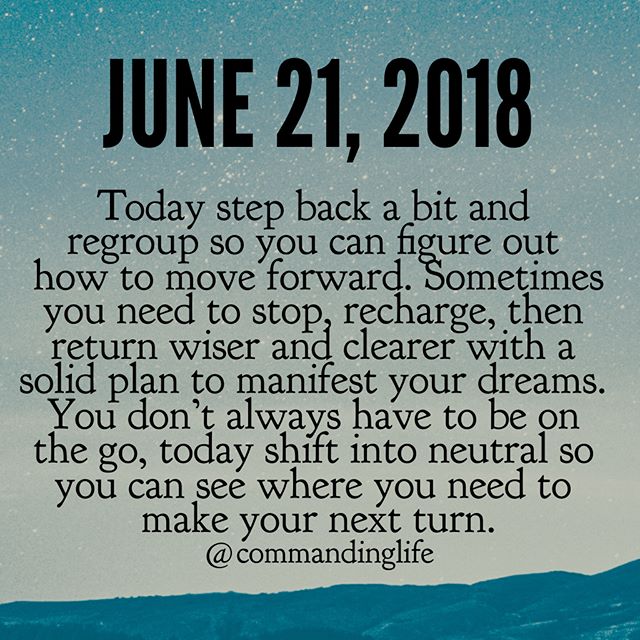 JUNE 21, 2018
Today step back a bit and
regroup so you can figure out
how to move forward. Sometimes
you need to stop, recharge, then
return wiser and clearer with a
solid plan to manifest your dreams.
You don't always have to be on
the go, today shift into neutral so
you can see where you need to
make your next turn.
@commandinglife